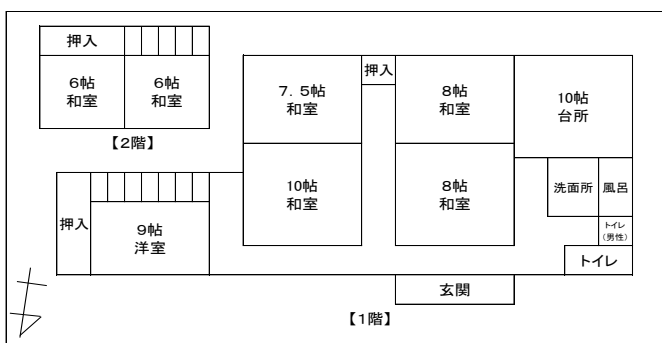 押入
6帖
和室
6帖
和室
【2階】
押入
7.5帖
和室
8帖
和室
10帖
台所
10帖
和室
8帖
和室
洗面所
風呂
トイレ
(男性)
トイレ
押入
9帖
洋室
玄関
【1階】